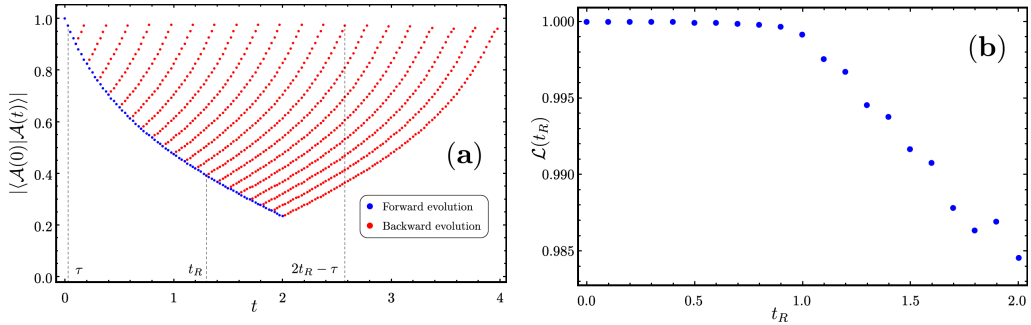 (a)
|⟨𝒜(0)|𝒜(t)⟩|
1.0
0.8
0.6
0.4
0.2
0.0
τ
t_R
2t_R − τ
Forward evolution
Backward evolution
0
1
2
3
4
t
(b)
ℒ(t_R)
1.000
0.995
0.990
0.985
0.0
0.5
1.0
1.5
2.0
t_R